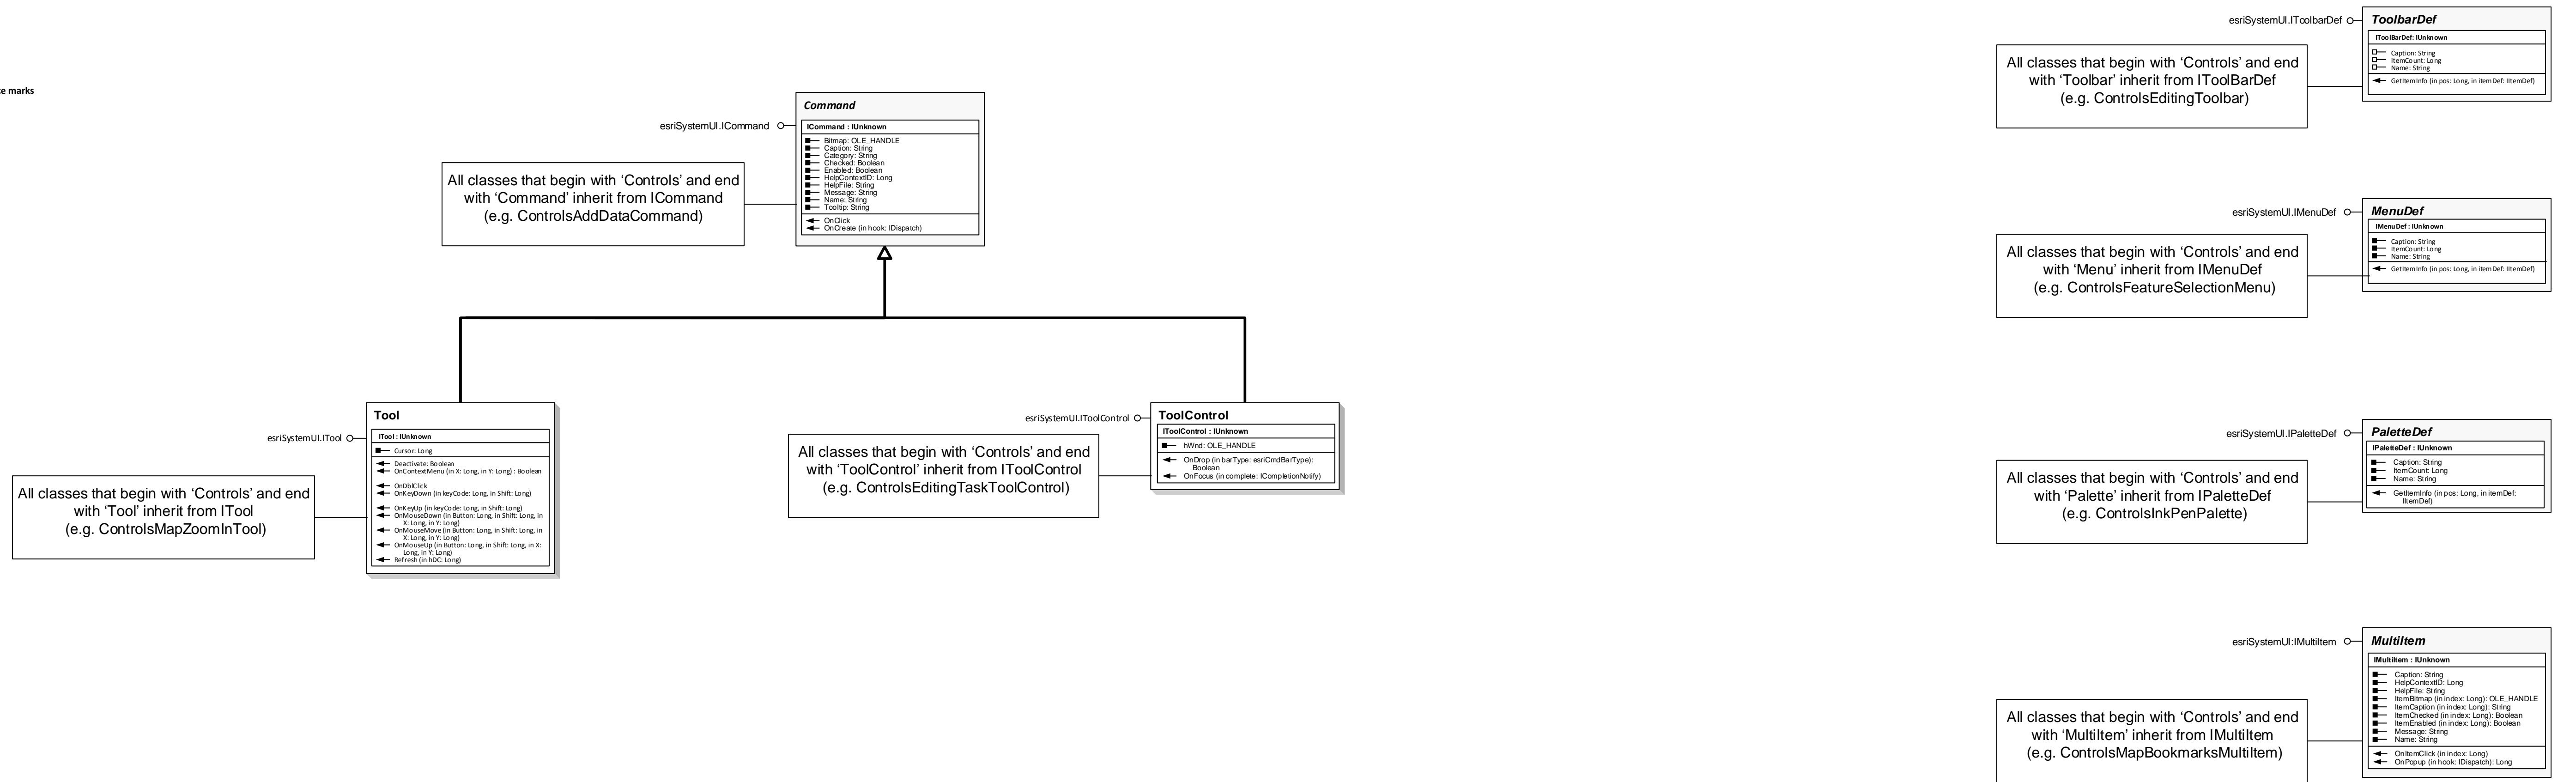 ce marks
esriSystemUI.ICommand
Command
ICommand : IUnknown
Bitmap: OLE_HANDLE
Caption: String
Category: String
Checked: Boolean
Enabled: Boolean
HelpContextID: Long
HelpFile: String
Message: String
Name: String
Tooltip: String
OnClick
OnCreate (in hook: IDispatch)
All classes that begin with ‘Controls’ and end
with ‘Command’ inherit from ICommand
(e.g. ControlsAddDataCommand)
esriSystemUI.ITool
Tool
ITool : IUnknown
Cursor: Long
Deactivate: Boolean
OnContextMenu (in X: Long, in Y: Long) : Boolean
OnDblClick
OnKeyDown (in keyCode: Long, in Shift: Long)
OnKeyUp (in keyCode: Long, in Shift: Long)
OnMouseDown (in Button: Long, in Shift: Long, in
X: Long, in Y: Long)
OnMouseMove (in Button: Long, in Shift: Long, in
X: Long, in Y: Long)
OnMouseUp (in Button: Long, in Shift: Long, in X:
Long, in Y: Long)
Refresh (in hDC: Long)
All classes that begin with ‘Controls’ and end
with ‘Tool’ inherit from ITool
(e.g. ControlsMapZoomInTool)
esriSystemUI.IToolControl
ToolControl
IToolControl : IUnknown
hWnd: OLE_HANDLE
OnDrop (in barType: esriCmdBarType):
Boolean
OnFocus (in complete: ICompletionNotify)
All classes that begin with ‘Controls’ and end
with ‘ToolControl’ inherit from IToolControl
(e.g. ControlsEditingTaskToolControl)
esriSystemUI.IToolbarDef
ToolbarDef
IToolBarDef: IUnknown
Caption: String
ItemCount: Long
Name: String
GetItemInfo (in pos: Long, in itemDef: IItemDef)
All classes that begin with ‘Controls’ and end
with ‘Toolbar’ inherit from IToolBarDef
(e.g. ControlsEditingToolbar)
esriSystemUI.IMenuDef
MenuDef
IMenuDef : IUnknown
Caption: String
ItemCount: Long
Name: String
GetItemInfo (in pos: Long, in itemDef: IItemDef)
All classes that begin with ‘Controls’ and end
with ‘Menu’ inherit from IMenuDef
(e.g. ControlsFeatureSelectionMenu)
esriSystemUI.IPaletteDef
PaletteDef
IPaletteDef : IUnknown
Caption: String
ItemCount: Long
Name: String
GetItemInfo (in pos: Long, in itemDef:
IItemDef)
All classes that begin with ‘Controls’ and end
with ‘Palette’ inherit from IPaletteDef
(e.g. ControlsInkPenPalette)
esriSystemUI:IMultiItem
MultiItem
IMultiItem : IUnknown
Caption: String
HelpContextID: Long
HelpFile: String
ItemBitmap (in index: Long): OLE_HANDLE
ItemCaption (in index: Long): String
ItemChecked (in index: Long): Boolean
ItemEnabled (in index: Long): Boolean
Message: String
Name: String
OnItemClick (in index: Long)
OnPopup (in hook: IDispatch): Long
All classes that begin with ‘Controls’ and end
with ‘MultiItem’ inherit from IMultiItem
(e.g. ControlsMapBookmarksMultiItem)